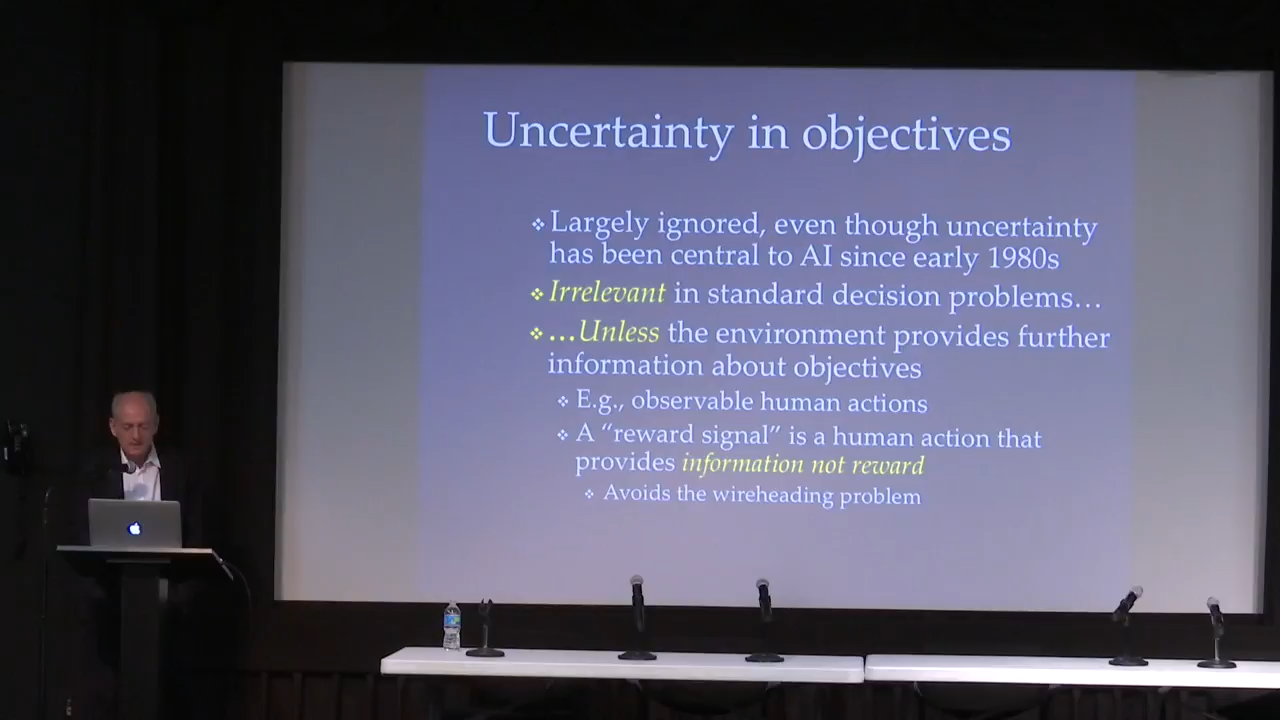 Uncertainty in objectives
❖ Largely ignored, even though uncertainty
has been central to AI since early 1980s
❖ Irrelevant in standard decision problems…
❖ …Unless the environment provides further
information about objectives
❖ E.g., observable human actions
❖ A “reward signal” is a human action that
provides information not reward
❖ Avoids the wireheading problem